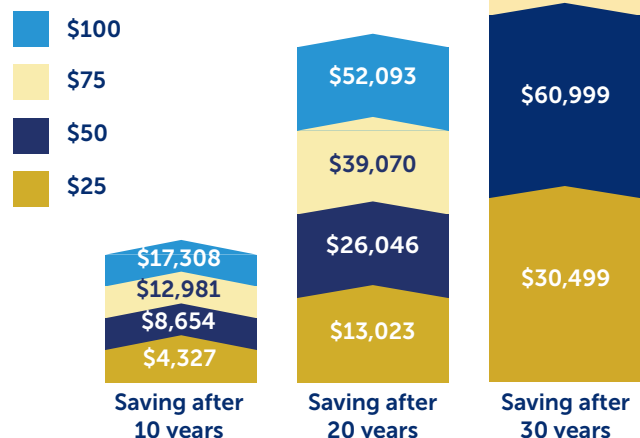 $100
$75
$50
$25
$17,308
$12,981
$8,654
$4,327
Saving after
10 years
$52,093
$39,070
$26,046
$13,023
Saving after
20 years
$60,999
$30,499
Saving after
30 years